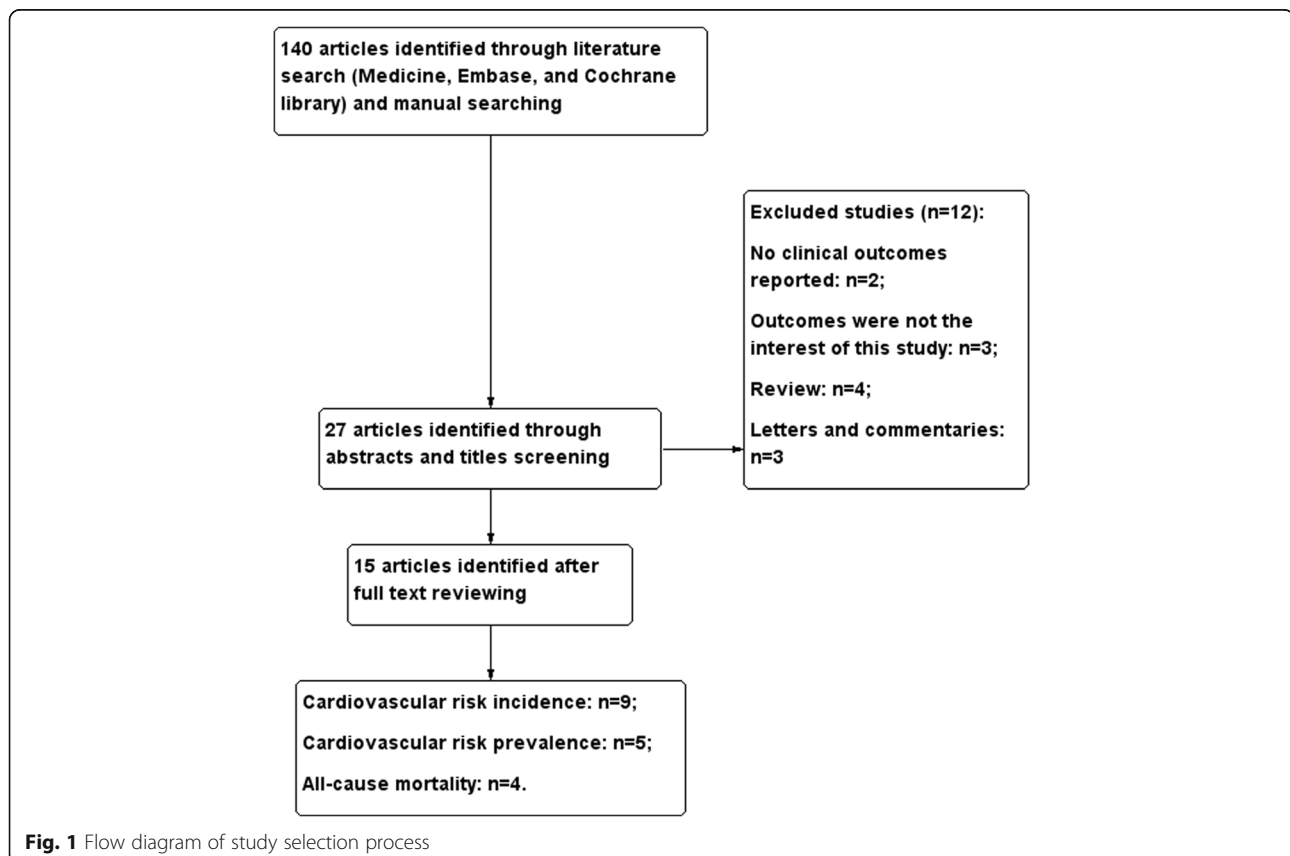 140 articles identified through literature
search (Medicine, Embase, and Cochrane
library) and manual searching
Excluded studies (n=12):
No clinical outcomes
reported: n=2;
Outcomes were not the
interest of this study: n=3;
Review: n=4;
Letters and commentaries:
n=3
27 articles identified through
abstracts and titles screening
15 articles identified after
full text reviewing
Cardiovascular risk incidence: n=9;
Cardiovascular risk prevalence: n=5;
All-cause mortality: n=4.
Fig. 1 Flow diagram of study selection process